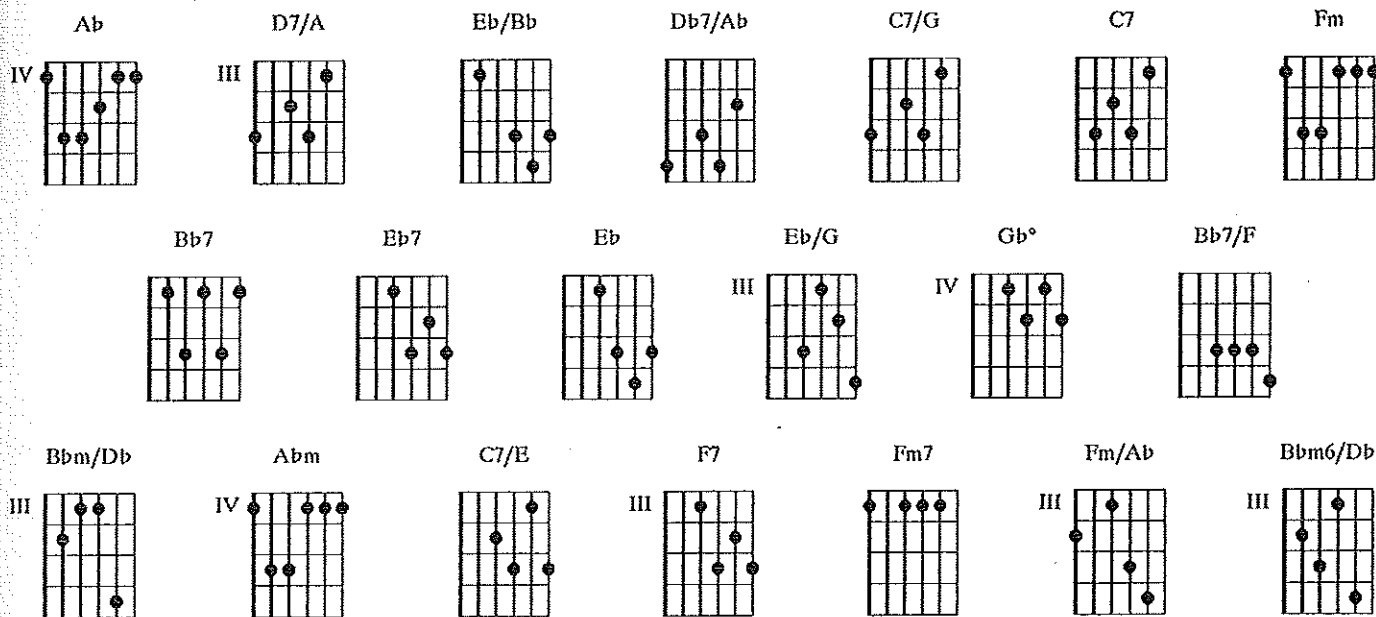 Ab D7/A Eb/Bb Db7/Ab C7/G C7 Fm
IV III
Bb7 Eb7 Eb Eb/G Gb° Bb7/F
III IV
Bbm/Db Abm C7/E F7 Fm7 Fm/Ab Bbm6/Db
III IV III III III